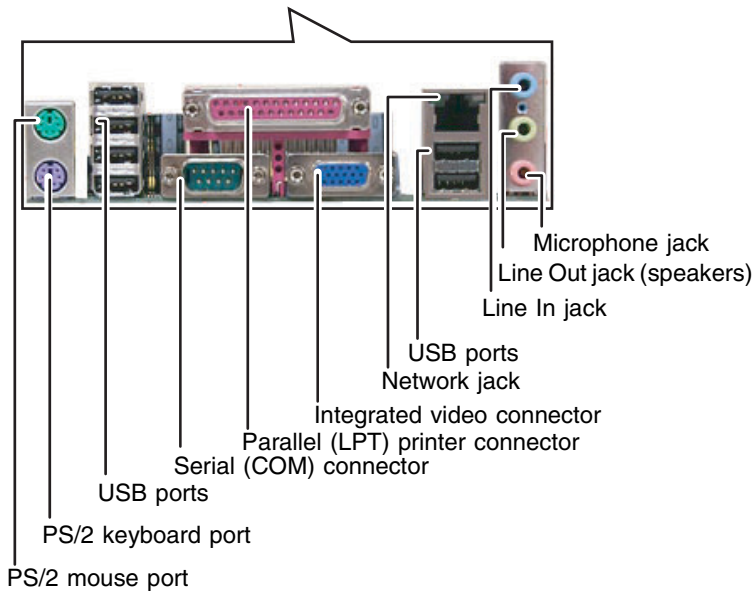 Microphone jack
Line Out jack (speakers)
Line In jack
USB ports
Network jack
Integrated video connector
Parallel (LPT) printer connector
Serial (COM) connector
USB ports
PS/2 keyboard port
PS/2 mouse port